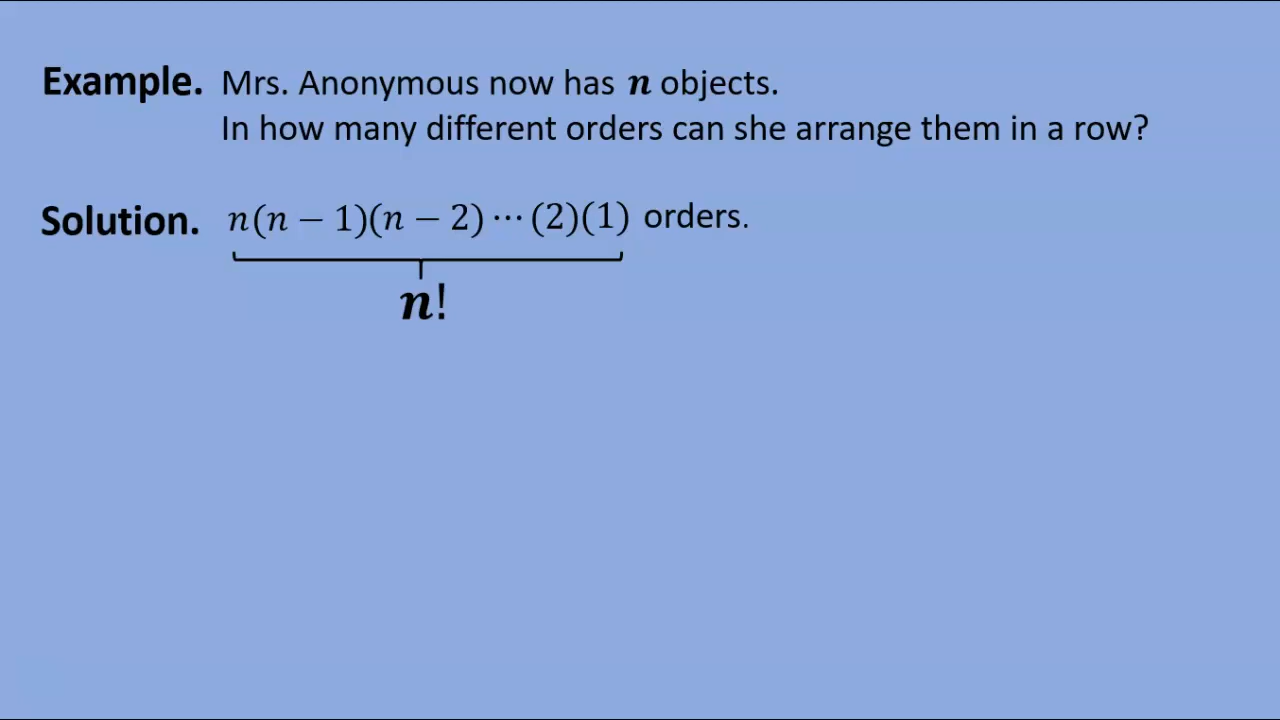 Example. Mrs. Anonymous now has n objects.
In how many different orders can she arrange them in a row?
Solution. n(n − 1)(n − 2) ⋯ (2)(1) orders.
n!